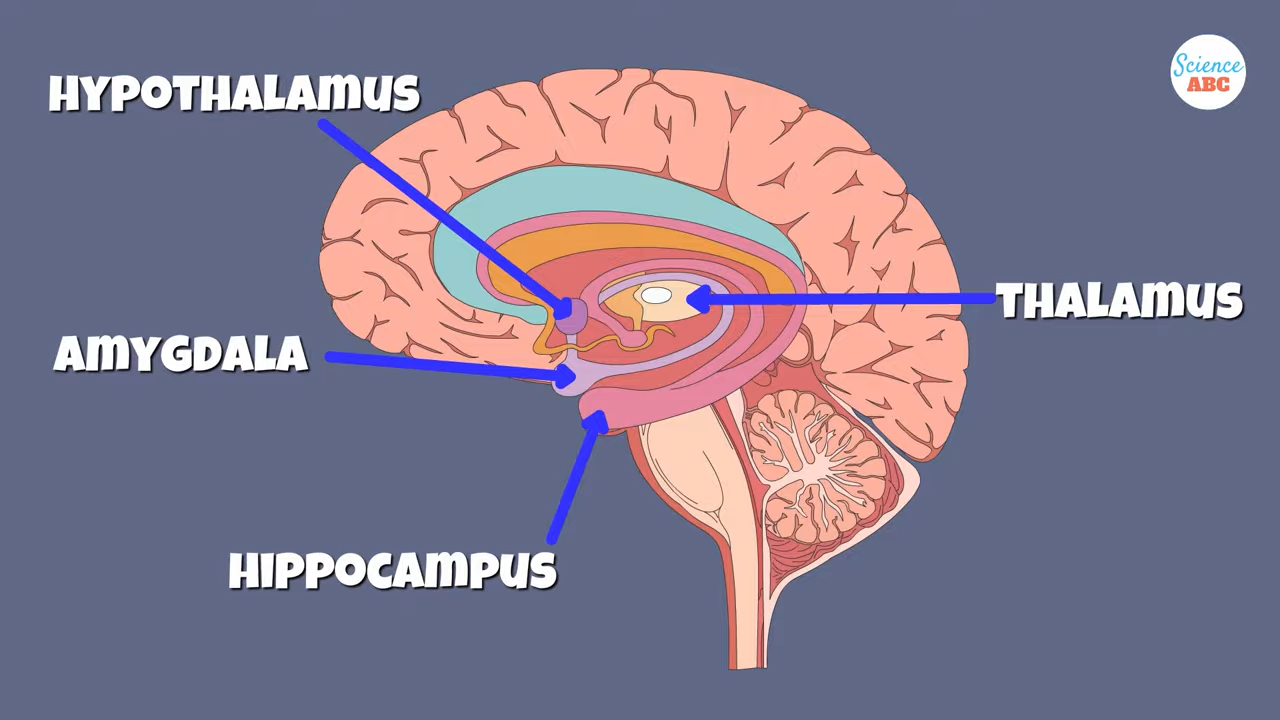 Science
ABC
HYPOTHALAMUS
THALAMUS
AMYGDALA
HIPPOCAMPUS